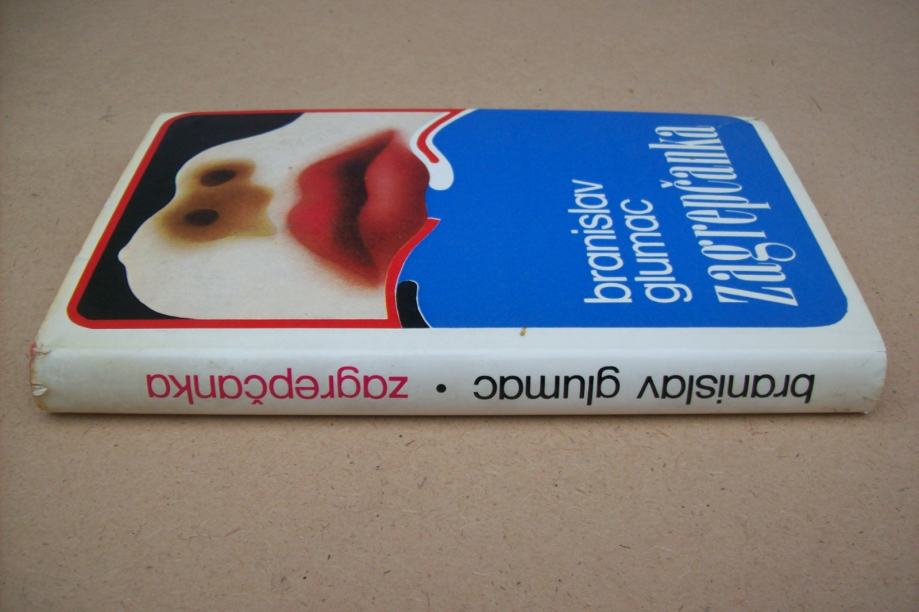 branislav
glumac
zagrepčanka
branislav glumac • zagrepčanka